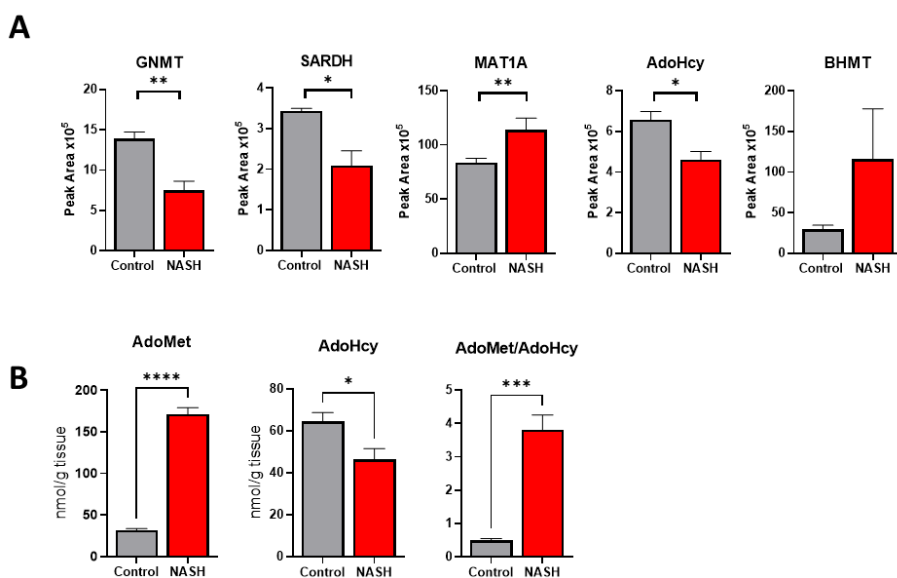 A
GNMT
**
Peak Area x10⁵
20
15
10
5
0
Control NASH
SARDH
*
Peak Area x10⁵
4
3
2
1
0
Control NASH
MAT1A
**
Peak Area x10⁵
150
100
50
0
Control NASH
AdoHcy
*
Peak Area x10⁵
8
6
4
2
0
Control NASH
BHMT
Peak Area x10⁵
200
150
100
50
0
Control NASH
B
AdoMet
****
nmol/g tissue
200
150
100
50
0
Control NASH
AdoHcy
*
nmol/g tissue
80
60
40
20
0
Control NASH
AdoMet/AdoHcy
***
5
4
3
2
1
0
Control NASH